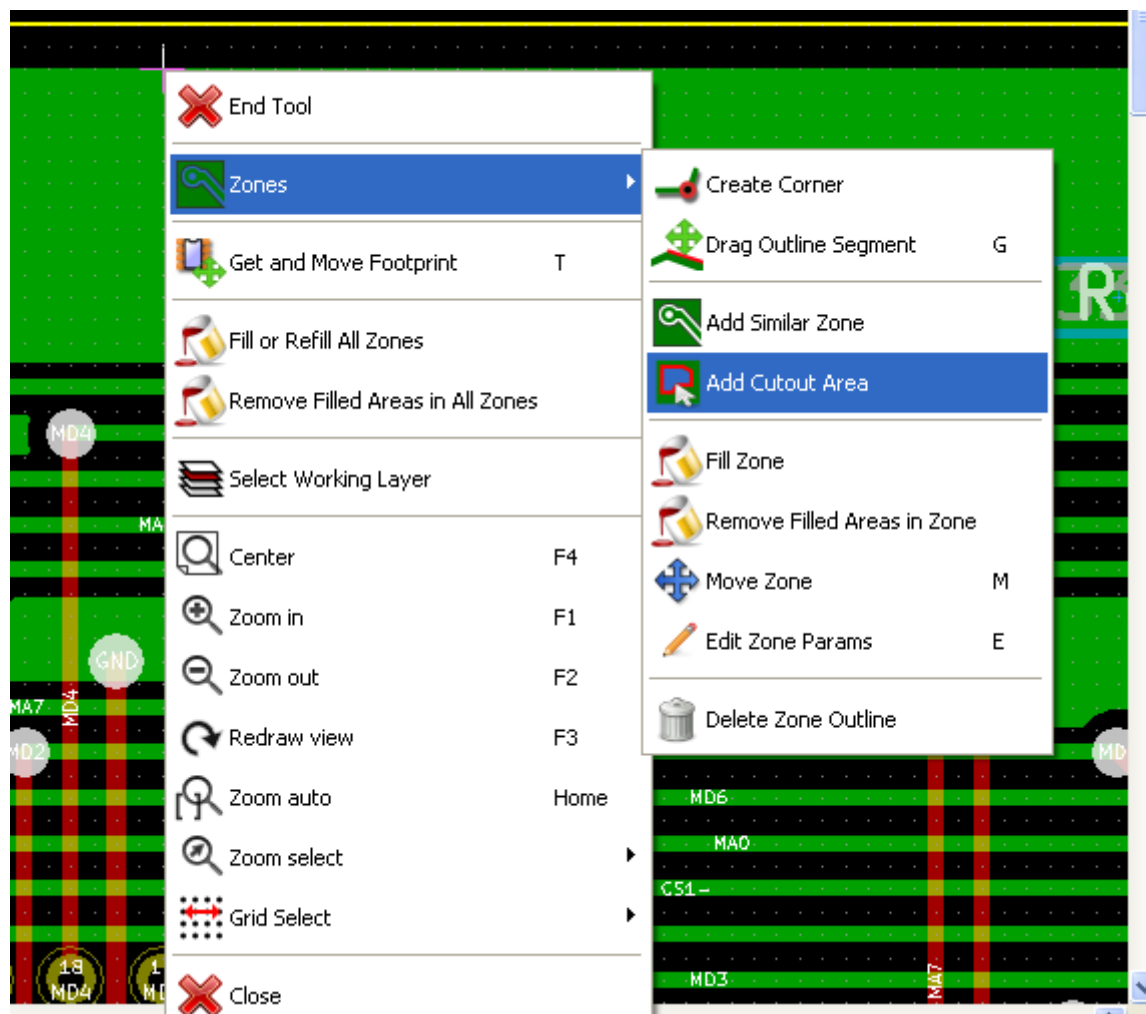 End Tool
Zones
Get and Move Footprint T
Fill or Refill All Zones
Remove Filled Areas in All Zones
Select Working Layer
Center F4
Zoom in F1
Zoom out F2
Redraw view F3
Zoom auto Home
Zoom select
Grid Select
Close
Create Corner
Drag Outline Segment G
Add Similar Zone
Add Cutout Area
Fill Zone
Remove Filled Areas in Zone
Move Zone M
Edit Zone Params E
Delete Zone Outline
R
MD4
MA
GND
MA7
MD4
MD2
MD
MD6
MA0
CS1-
MD3
MA7
18
MD4
1